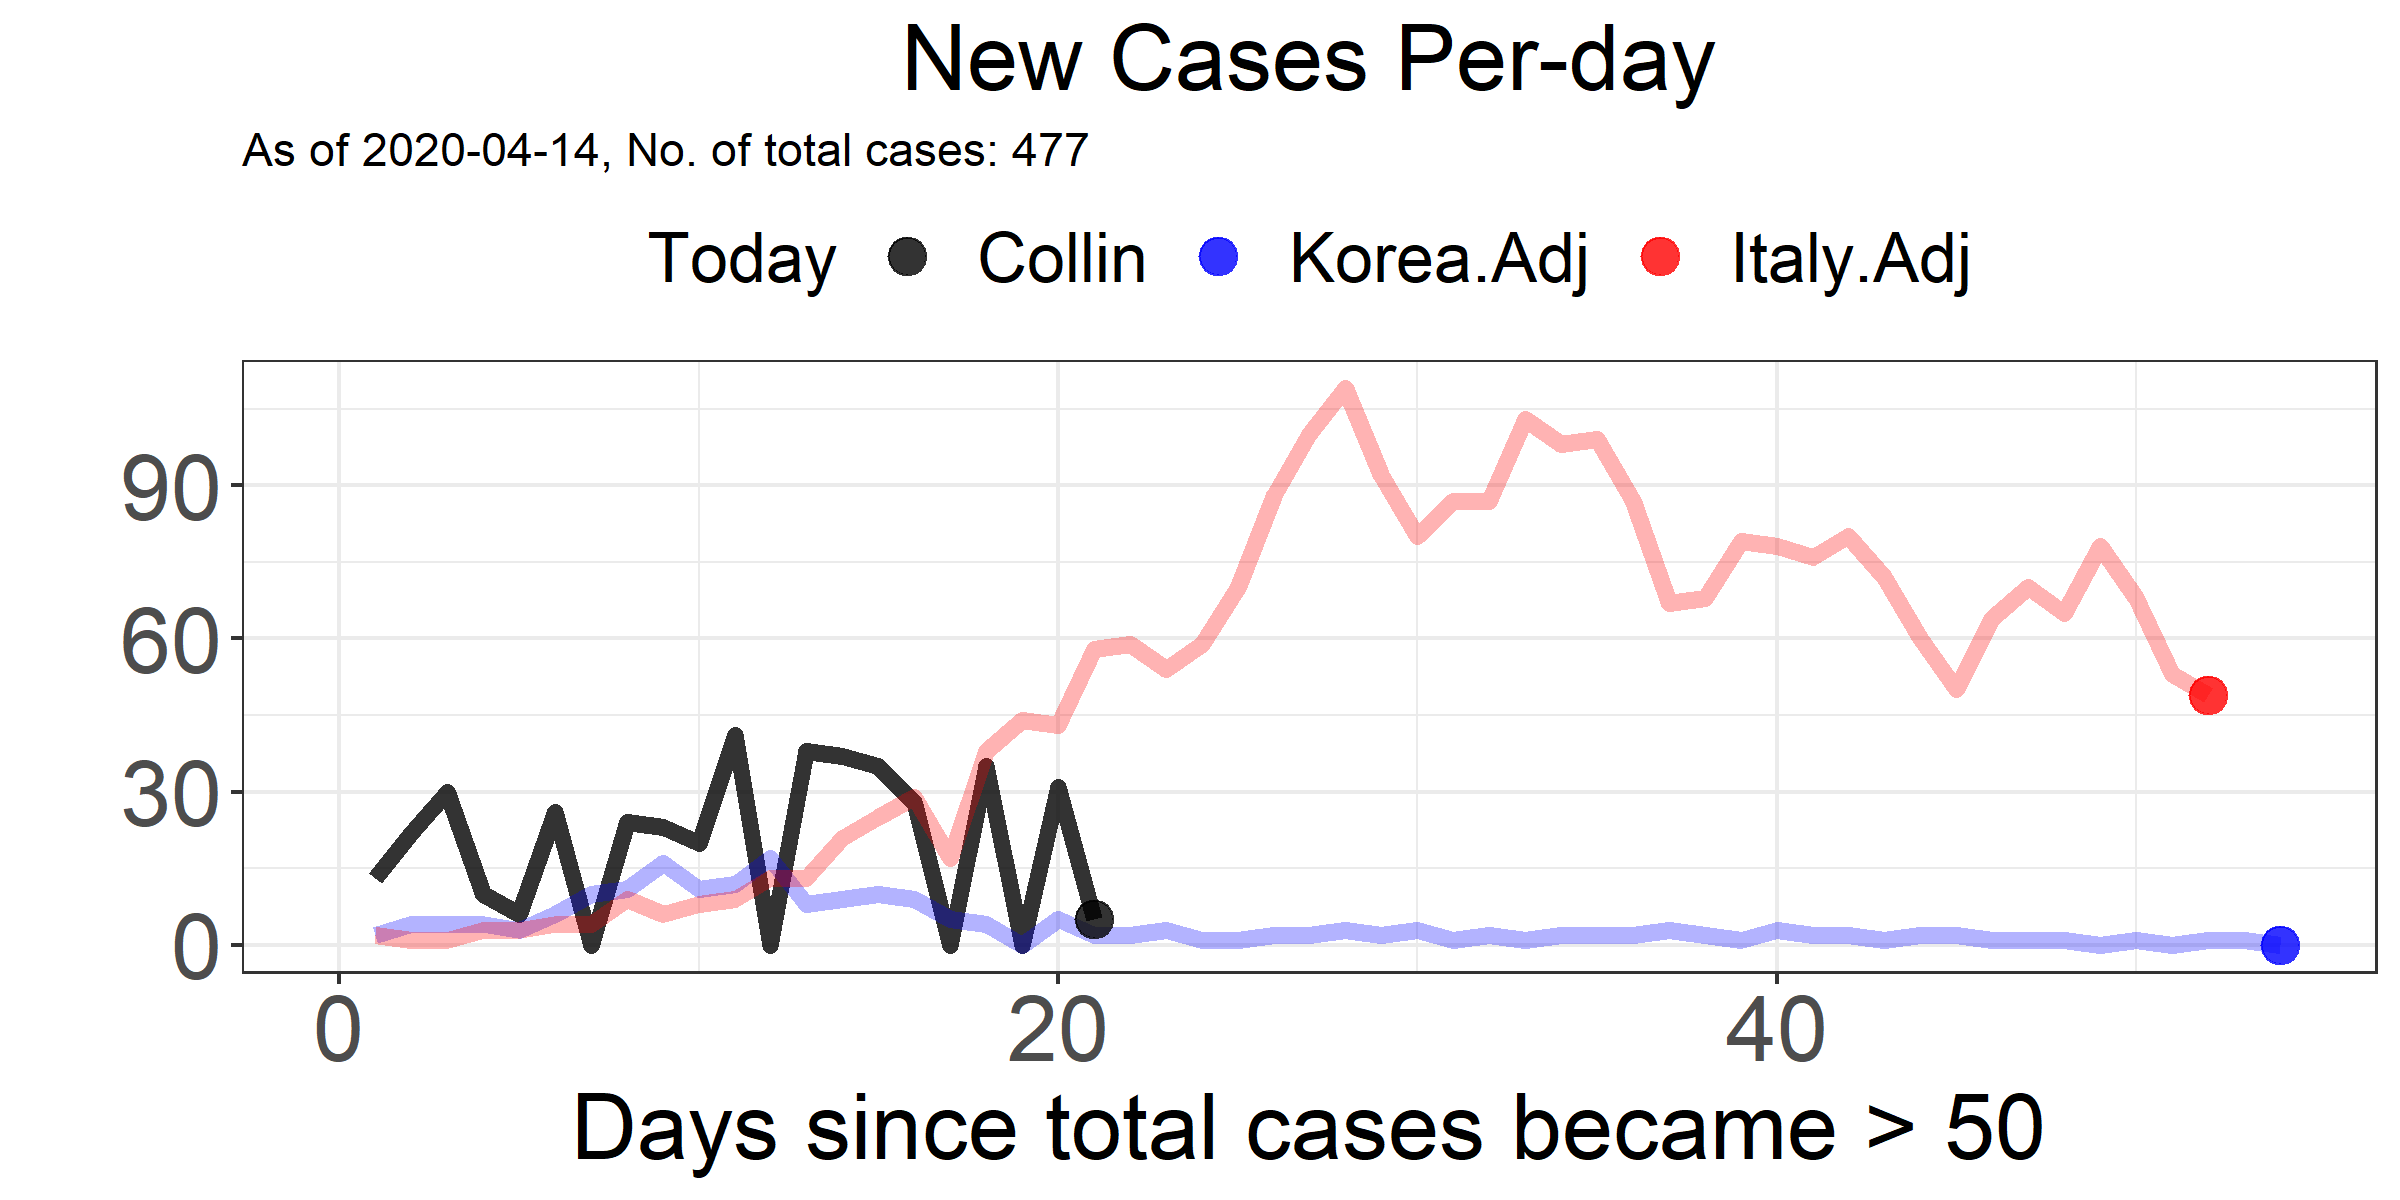 New Cases Per-day
As of 2020-04-14, No. of total cases: 477
Today Collin Korea.Adj Italy.Adj
90
60
30
0
0 20 40
Days since total cases became > 50